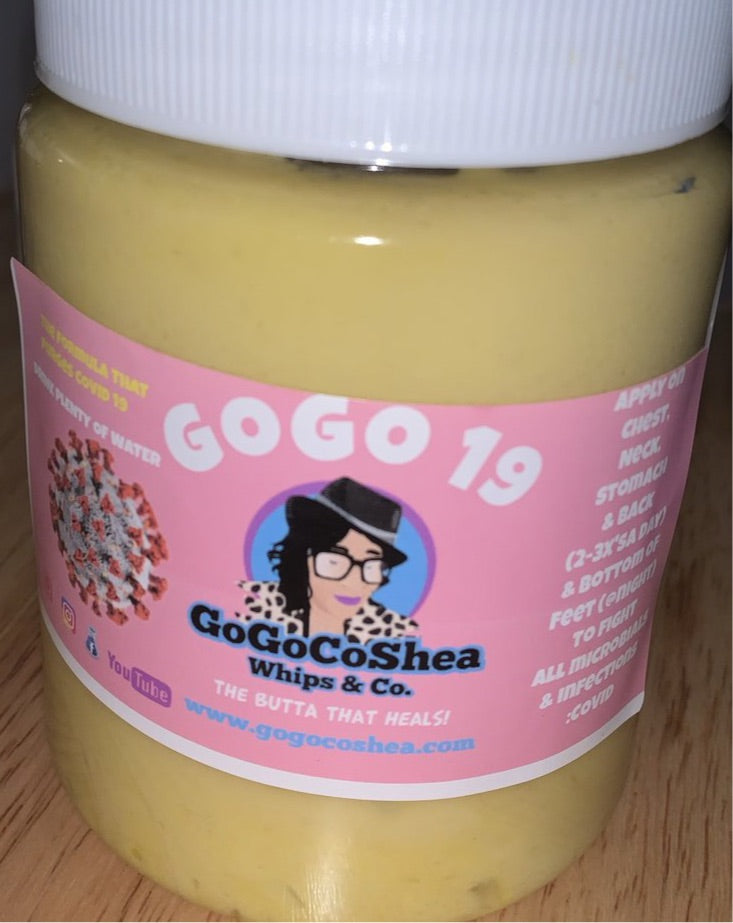 THE FORMULA THAT
PURGES COVID 19
DRINK PLENTY OF WATER
GOGO 19
GoGoCoShea
Whips & Co.
THE BUTTA THAT HEALS!
www.gogocoshea.com
YouTube
APPLY ON
CHEST,
NECK,
STOMACH
& BACK
(2-3X'S A DAY)
& BOTTOM OF
FEET (@NIGHT)
TO FIGHT
ALL MICROBIALS
& INFECTIONS
:COVID